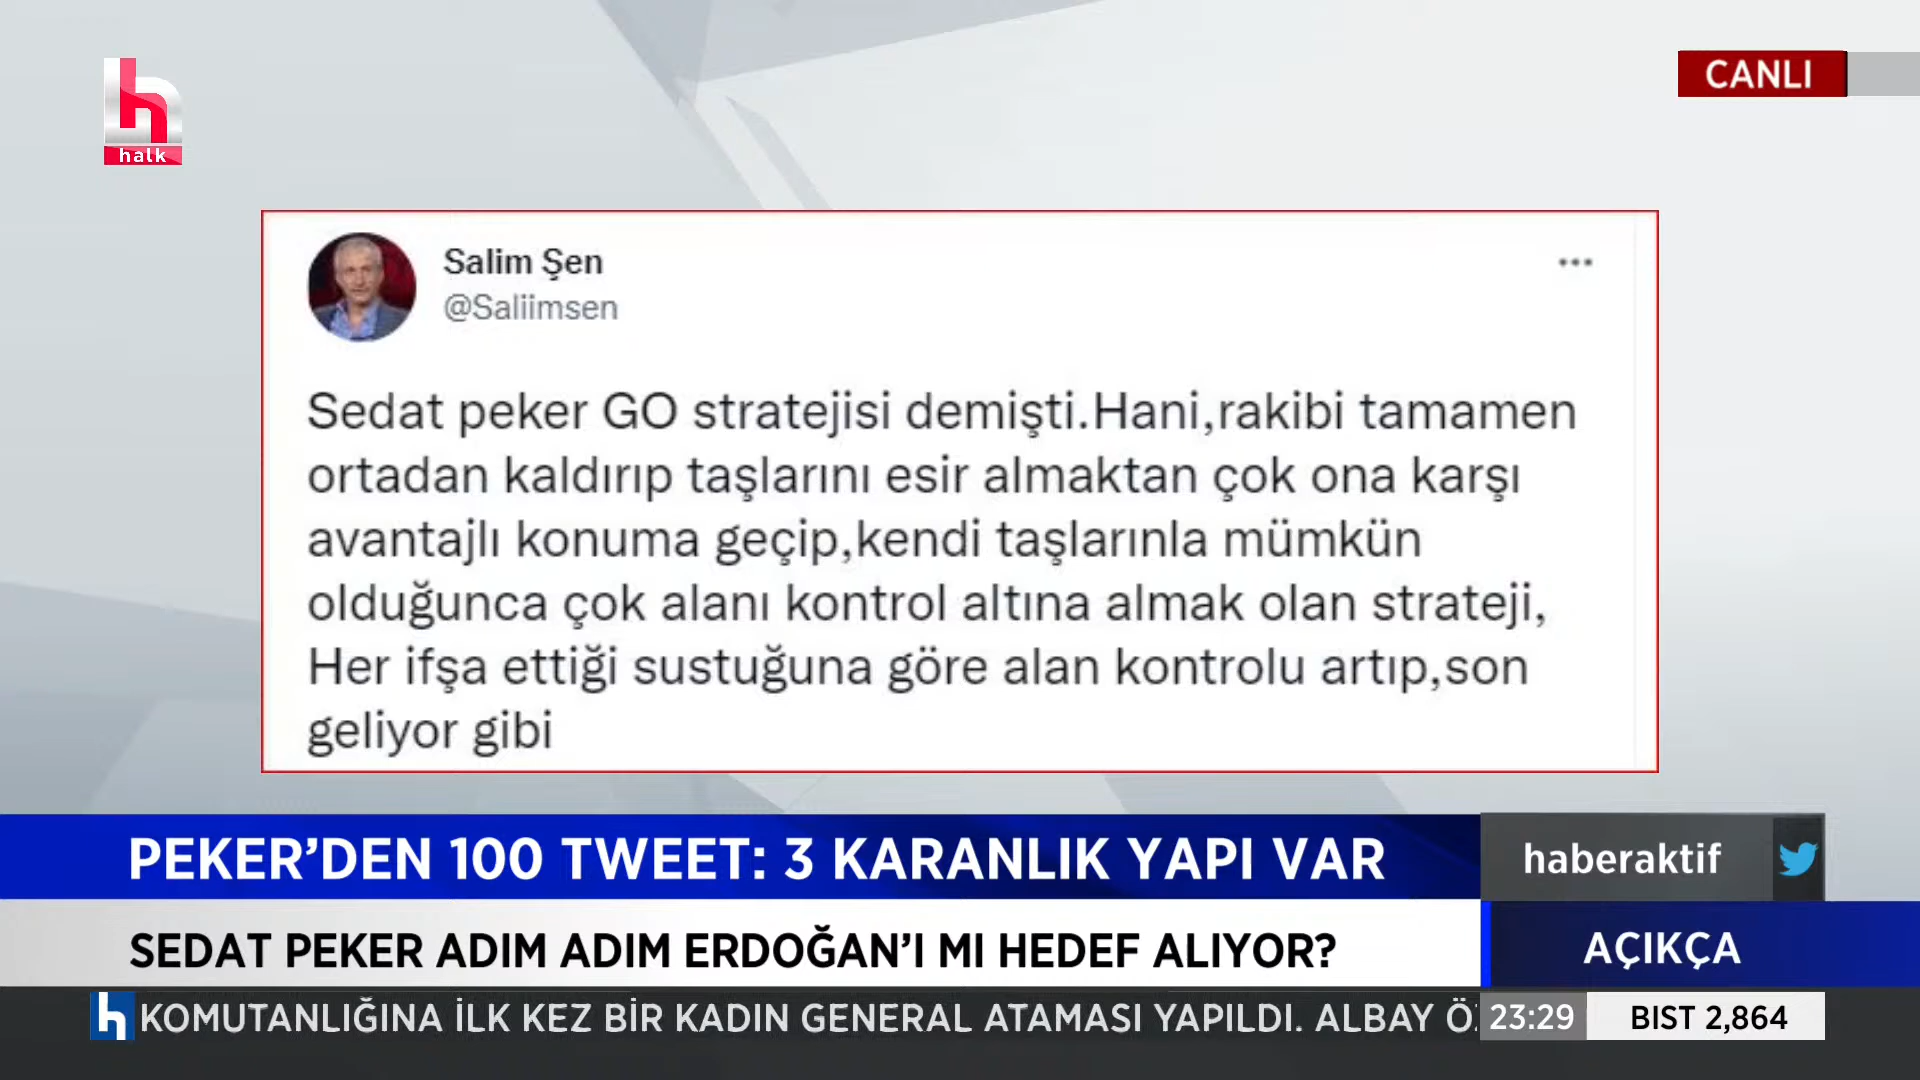 h
halk
CANLI
Salim Şen
@Saliimsen
Sedat peker GO stratejisi demişti.Hani,rakibi tamamen
ortadan kaldırıp taşlarını esir almaktan çok ona karşı
avantajlı konuma geçip,kendi taşlarınla mümkün
olduğunca çok alanı kontrol altına almak olan strateji,
Her ifşa ettiği sustuğuna göre alan kontrolu artıp,son
geliyor gibi
PEKER’DEN 100 TWEET: 3 KARANLIK YAPI VAR
haberaktif
SEDAT PEKER ADIM ADIM ERDOĞAN’I MI HEDEF ALIYOR?
AÇIKÇA
h KOMUTANLIĞINA İLK KEZ BİR KADIN GENERAL ATAMASI YAPILDI. ALBAY
23:29
BIST 2,864